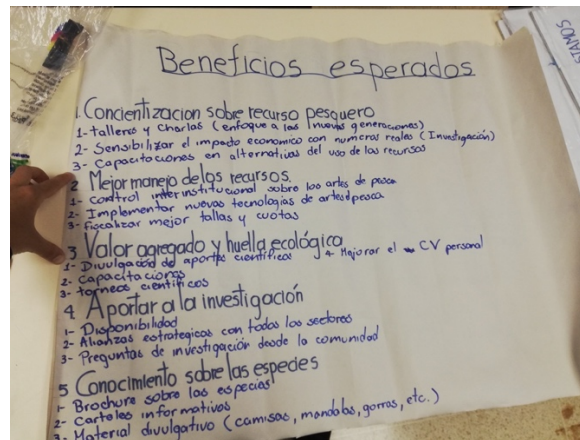 Beneficios esperados
1. Concientizacion sobre recurso pesquero
1- talleres y charlas (enfoque a las nuevas generaciones)
2- Sensibilizar el impacto economico con numeros reales (Investigación)
3- Capacitaciones en alternativas del uso de los recursos
2 Mejor manejo de los recursos.
1- control interinstitucional sobre las artes de pesca
2- Implementar nuevas tecnologias de artes d pesca
3- fiscalizar mejor tallas y cuotas
3 Valor agregado y huella ecológica
1- Divulgación de aportes científicos 4- Mejorar el CV personal
2- Capacitaciones
3- torneos científicos
4 Aportar a la investigación
1- Disponibilidad
2- Alianzas estrategicas con todos los sectores
3- Preguntas de investigación desde la comunidad
5 Conocimiento sobre las especies
1- Brochure sobre las especias
2- Carteles informativos
3- Material divulgativo (camisas, mandalas, gorras, etc.)
STAMOS